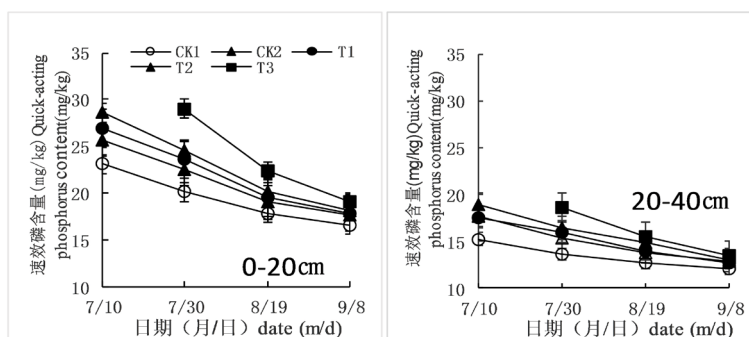 速效磷含量(mg/kg)Quick-acting
phosphorus content(mg/kg)
35
30
25
20
15
10
CK1 CK2 T1
T2 T3
0-20cm
7/10 7/30 8/19 9/8
日期（月/日）date (m/d)
速效磷含量(mg/kg)Quick-acting
phosphorus content(mg/kg)
35
30
25
20
15
10
20-40cm
7/10 7/30 8/19 9/8
日期（月/日）date (m/d)